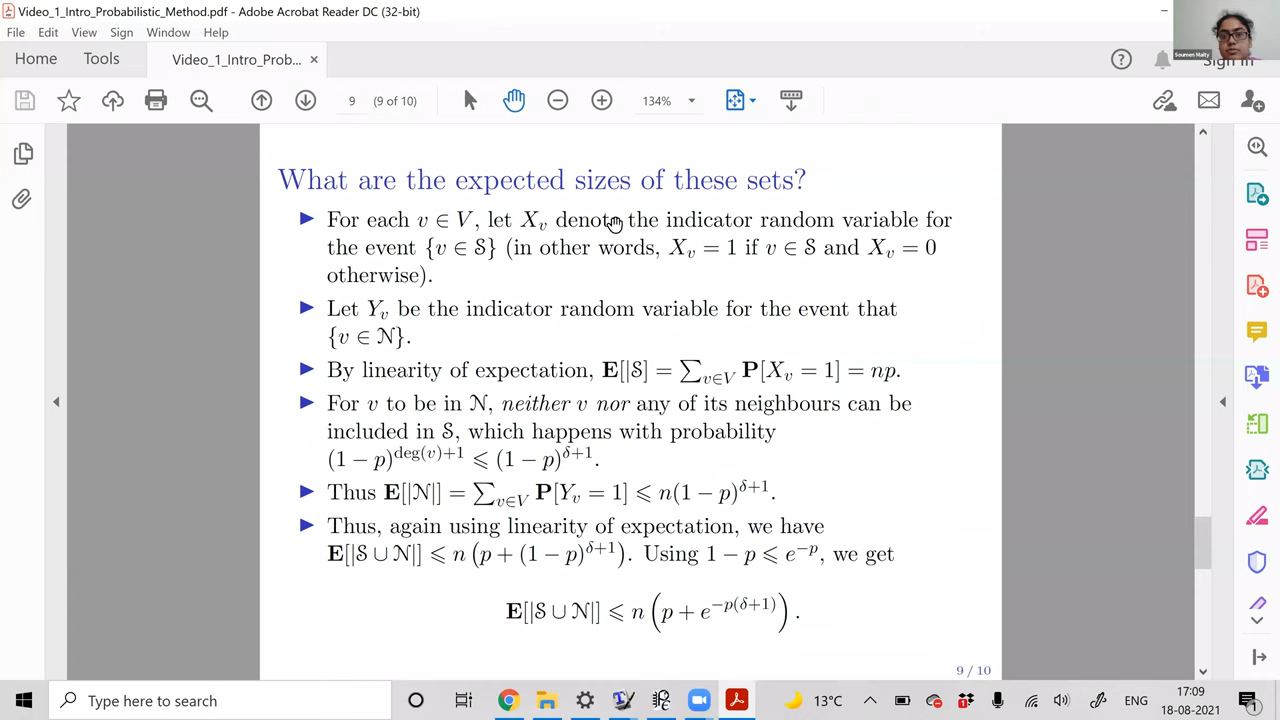 Video_1_Intro_Probabilistic_Method.pdf - Adobe Acrobat Reader DC (32-bit)
File Edit View Sign Window Help
Home Tools Video_1_Intro_Prob... ×
Soumen Maity
Sign In
9 (9 of 10) 134%
What are the expected sizes of these sets?
For each v ∈ V, let X_v denote the indicator random variable for
the event {v ∈ S} (in other words, X_v = 1 if v ∈ S and X_v = 0
otherwise).
Let Y_v be the indicator random variable for the event that
{v ∈ N}.
By linearity of expectation, E[|S] = ∑_{v∈V} P[X_v = 1] = np.
For v to be in N, neither v nor any of its neighbours can be
included in S, which happens with probability
(1 − p)^{deg(v)+1} ⩽ (1 − p)^{δ+1}.
Thus E[|N|] = ∑_{v∈V} P[Y_v = 1] ⩽ n(1 − p)^{δ+1}.
Thus, again using linearity of expectation, we have
E[|S ∪ N|] ⩽ n(p + (1 − p)^{δ+1}). Using 1 − p ⩽ e^{−p}, we get
E[|S ∪ N|] ⩽ n(p + e^{−p(δ+1)}).
9 / 10
Type here to search
13°C
ENG
17:09
18-08-2021